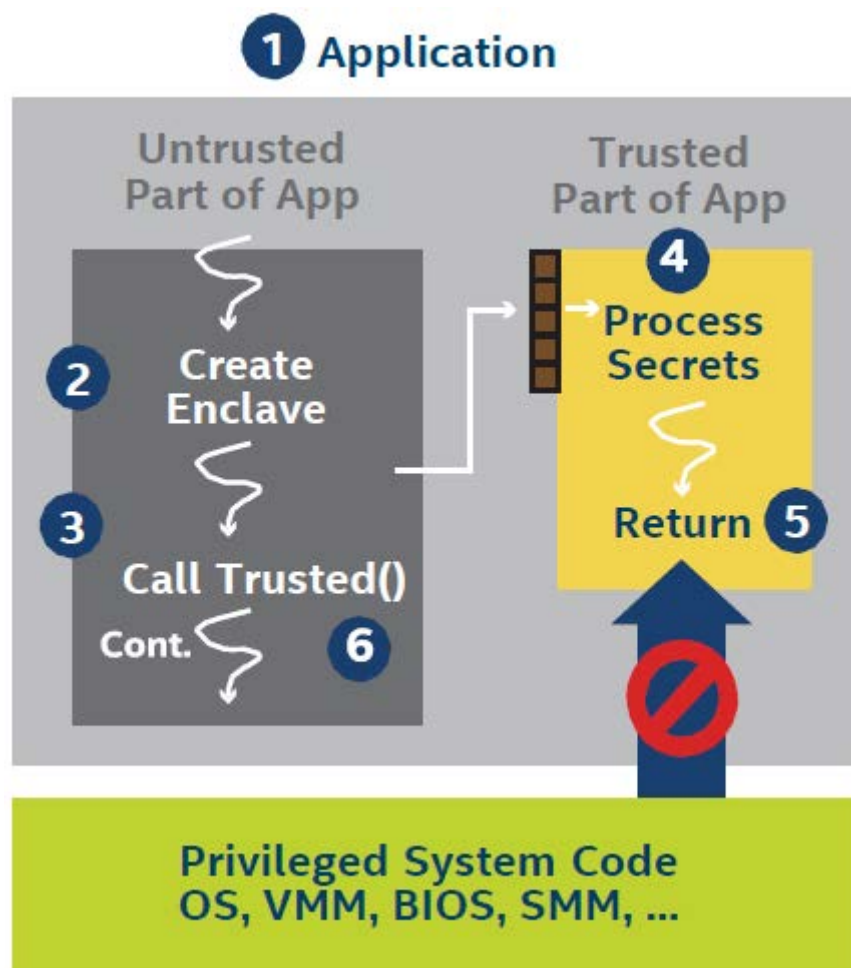 1 Application
Untrusted
Part of App
Trusted
Part of App
2
Create
Enclave
3
Call Trusted()
Cont.
6
4
Process
Secrets
Return 5
Privileged System Code
OS, VMM, BIOS, SMM, ...